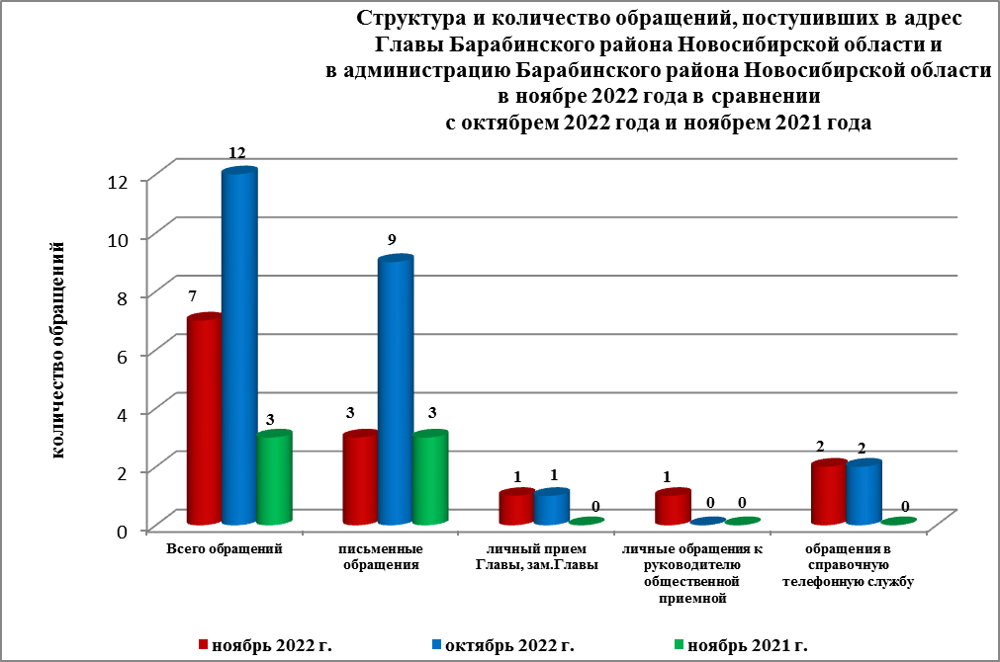 Структура и количество обращений, поступивших в адрес
Главы Барабинского района Новосибирской области и
в администрацию Барабинского района Новосибирской области
в ноябре 2022 года в сравнении
с октябрем 2022 года и ноябрем 2021 года
количество обращений
12
10
8
6
4
2
0
7
12
3
3
9
3
1
1
0
1
0
0
2
2
0
Всего обращений
письменные
обращения
личный прием
Главы, зам.Главы
личные обращения к
руководителю
общественной
приемной
обращения в
справочную
телефонную службу
ноябрь 2022 г.
октябрь 2022 г.
ноябрь 2021 г.